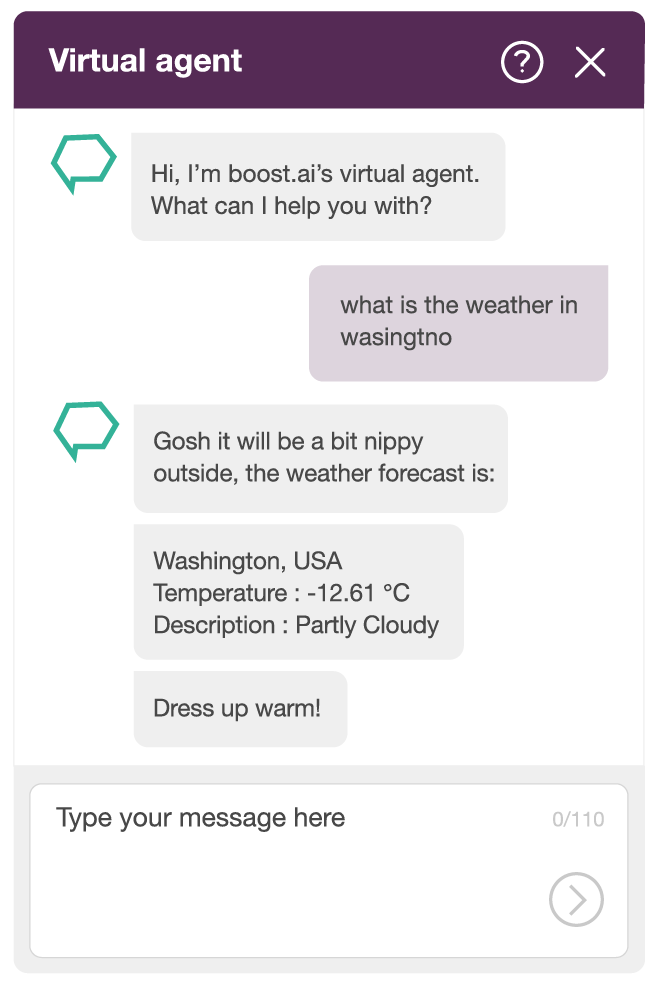 Virtual agent
?
Hi, I’m boost.ai’s virtual agent.
What can I help you with?
what is the weather in
wasingtno
Gosh it will be a bit nippy
outside, the weather forecast is:
Washington, USA
Temperature : -12.61 °C
Description : Partly Cloudy
Dress up warm!
Type your message here
0/110